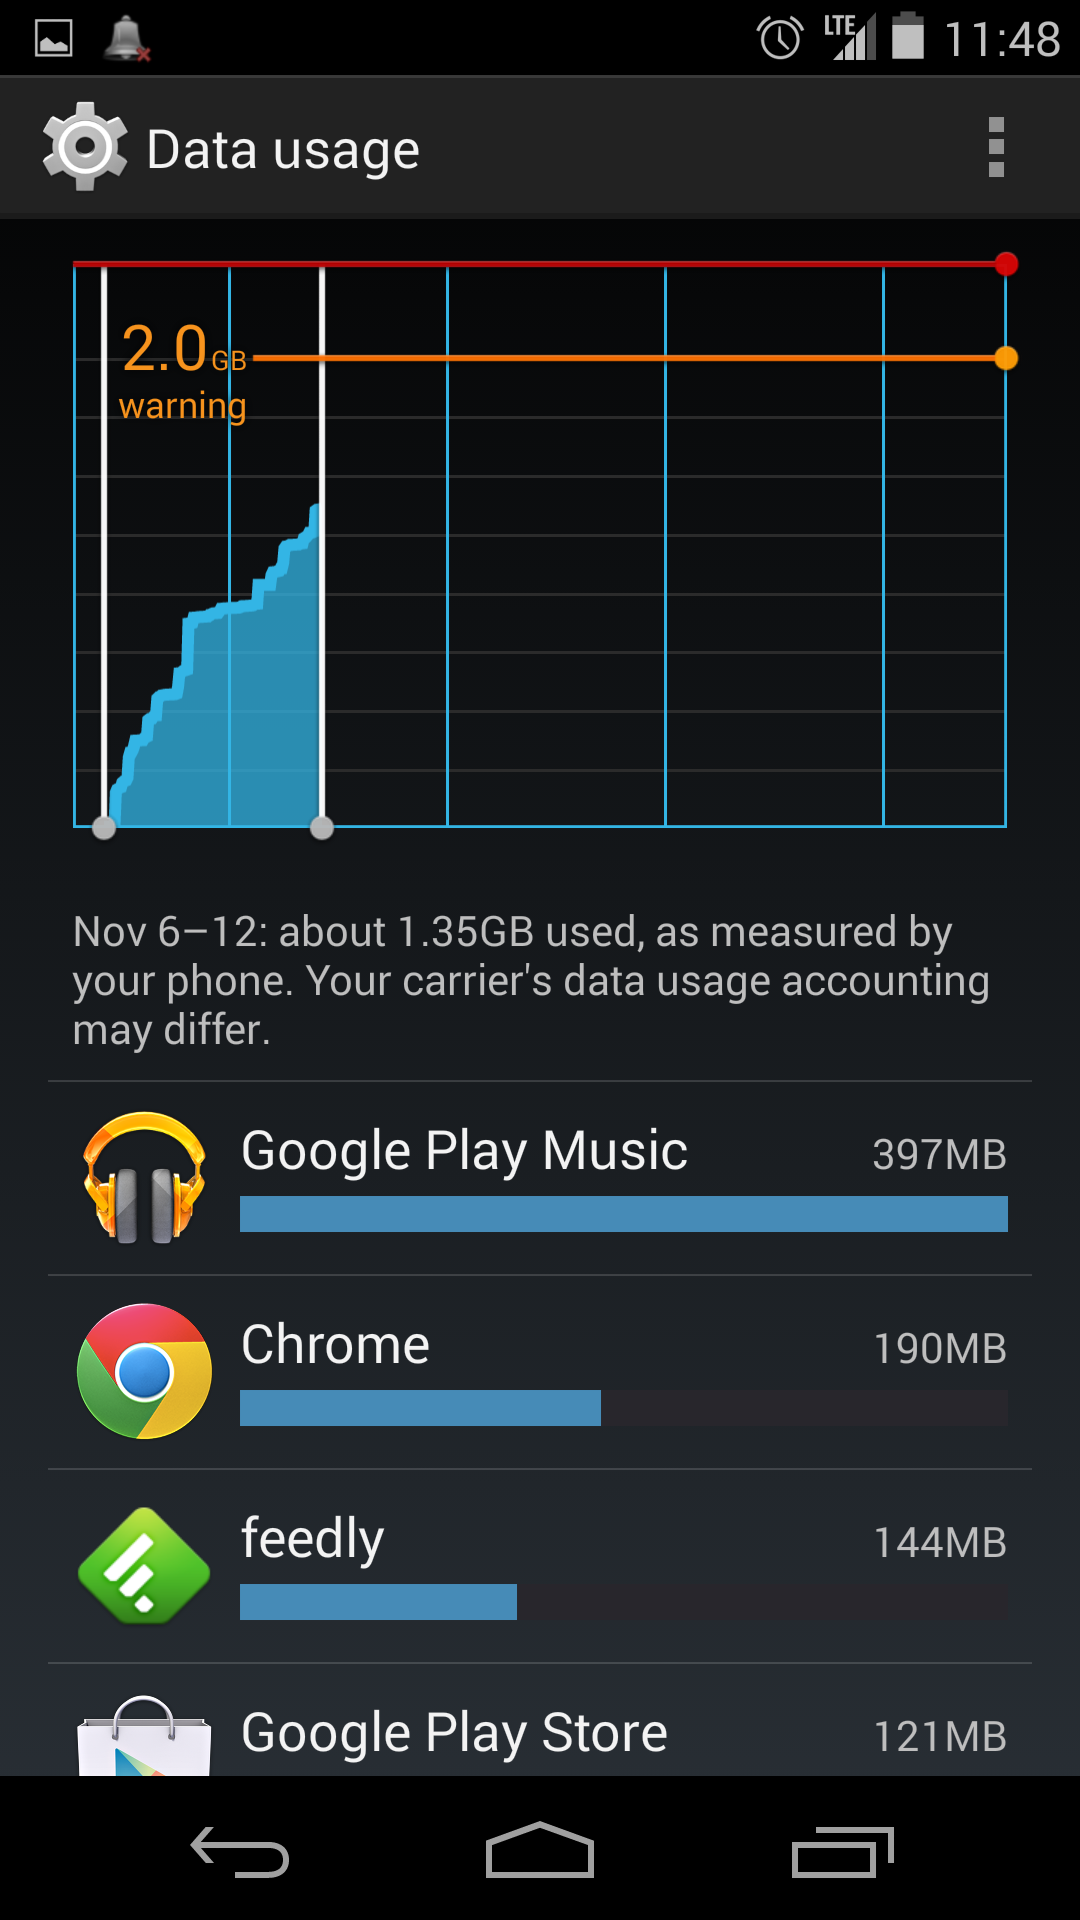 LTE 11:48
Data usage
2.0 GB
warning
Nov 6–12: about 1.35GB used, as measured by
your phone. Your carrier's data usage accounting
may differ.
Google Play Music 397MB
Chrome 190MB
feedly 144MB
Google Play Store 121MB